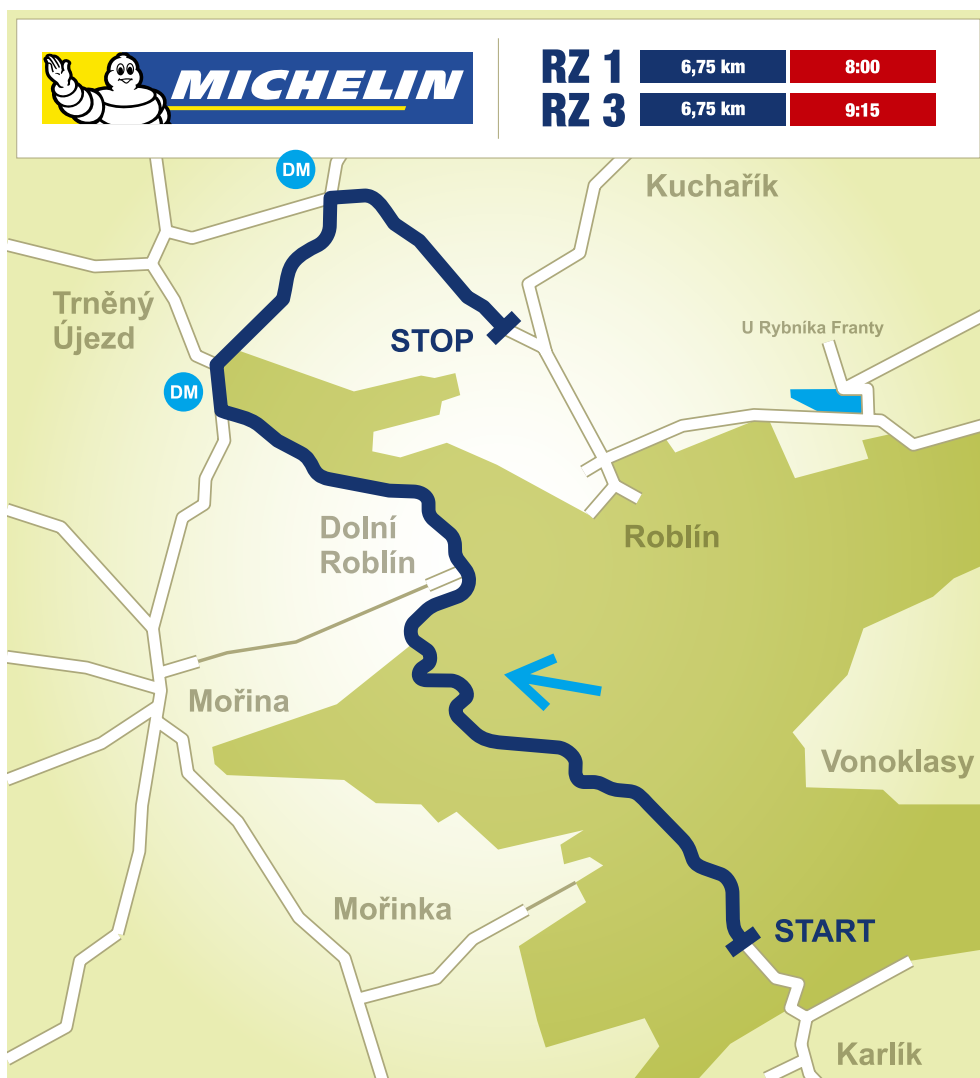 MICHELIN
RZ 1 6,75 km 8:00
RZ 3 6,75 km 9:15
DM
Kuchařík
Trněný
Újezd
STOP
U Rybníka Franty
DM
Dolní
Roblín
Roblín
Mořina
Vonoklasy
Mořinka
START
Karlík